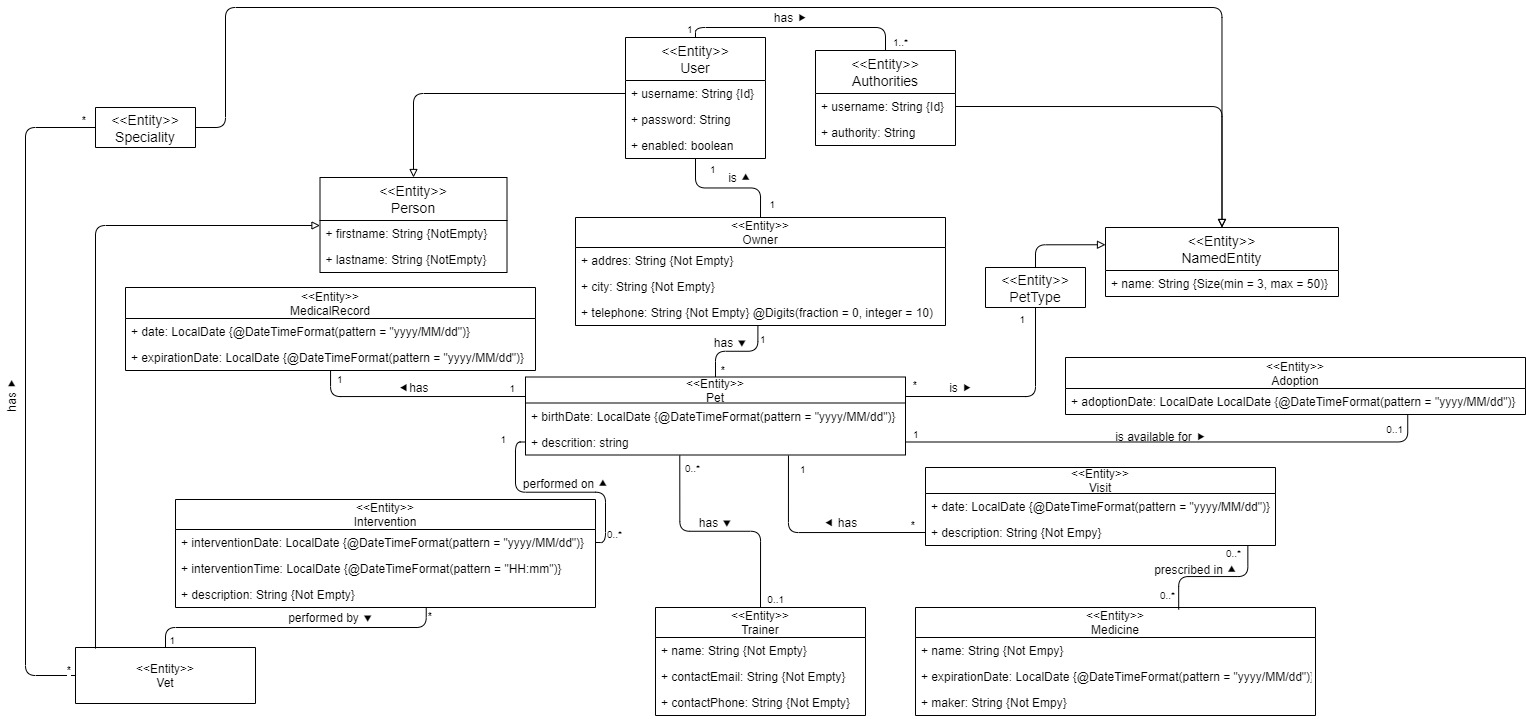 has ►
1
1..*
<<Entity>>
User
+ username: String {Id}
+ password: String
+ enabled: boolean
<<Entity>>
Authorities
+ username: String {Id}
+ authority: String
*
<<Entity>>
Speciality
1
is ▲
1
<<Entity>>
Person
+ firstname: String {NotEmpty}
+ lastname: String {NotEmpty}
<<Entity>>
Owner
+ addres: String {Not Empty}
+ city: String {Not Empty}
+ telephone: String {Not Empty} @Digits(fraction = 0, integer = 10)
<<Entity>>
NamedEntity
+ name: String {Size(min = 3, max = 50)}
<<Entity>>
PetType
1
<<Entity>>
MedicalRecord
+ date: LocalDate {@DateTimeFormat(pattern = "yyyy/MM/dd")}
+ expirationDate: LocalDate {@DateTimeFormat(pattern = "yyyy/MM/dd")}
has ▼
1
*
has ▲
1
◄ has
1
<<Entity>>
Pet
+ birthDate: LocalDate {@DateTimeFormat(pattern = "yyyy/MM/dd")}
+ descrition: string
*
is ►
<<Entity>>
Adoption
+ adoptionDate: LocalDate LocalDate {@DateTimeFormat(pattern = "yyyy/MM/dd")}
1
is available for ►
0..1
1
performed on ▲
0..*
0..*
has ▼
0..1
1
◄ has
*
<<Entity>>
Visit
+ date: LocalDate {@DateTimeFormat(pattern = "yyyy/MM/dd")}
+ description: String {Not Empy}
<<Entity>>
Intervention
+ interventionDate: LocalDate {@DateTimeFormat(pattern = "yyyy/MM/dd")}
+ interventionTime: LocalDate {@DateTimeFormat(pattern = "HH:mm")}
+ description: String {Not Empty}
0..*
prescribed in ▲
0..*
performed by ▼
*
1
*
<<Entity>>
Vet
<<Entity>>
Trainer
+ name: String {Not Empty}
+ contactEmail: String {Not Empty}
+ contactPhone: String {Not Empty}
<<Entity>>
Medicine
+ name: String {Not Empy}
+ expirationDate: LocalDate {@DateTimeFormat(pattern = "yyyy/MM/dd")}
+ maker: String {Not Empy}